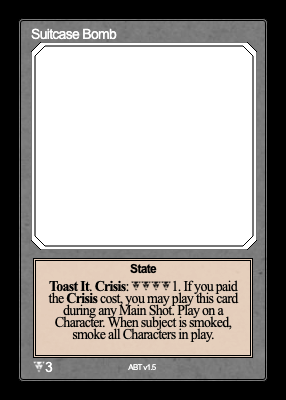 Suitcase Bomb
State
Toast It. Crisis: 1. If you paid
the Crisis cost, you may play this card
during any Main Shot. Play on a
Character. When subject is smoked,
smoke all Characters in play.
3
ABT v1.5